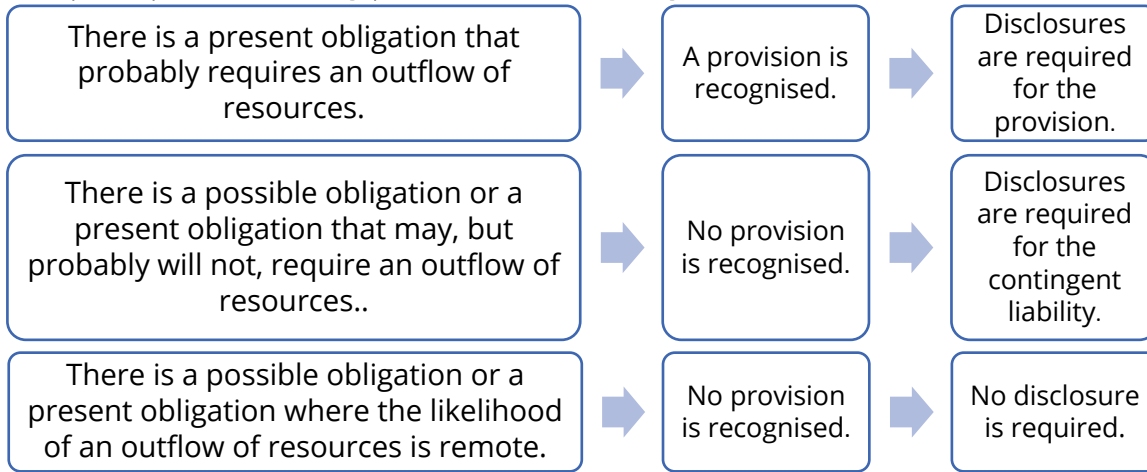 There is a present obligation that
probably requires an outflow of
resources.
A provision is
recognised.
Disclosures
are required
for the
provision.
There is a possible obligation or a
present obligation that may, but
probably will not, require an outflow of
resources..
No provision
is recognised.
Disclosures
are required
for the
contingent
liability.
There is a possible obligation or a
present obligation where the likelihood
of an outflow of resources is remote.
No provision
is recognised.
No disclosure
is required.